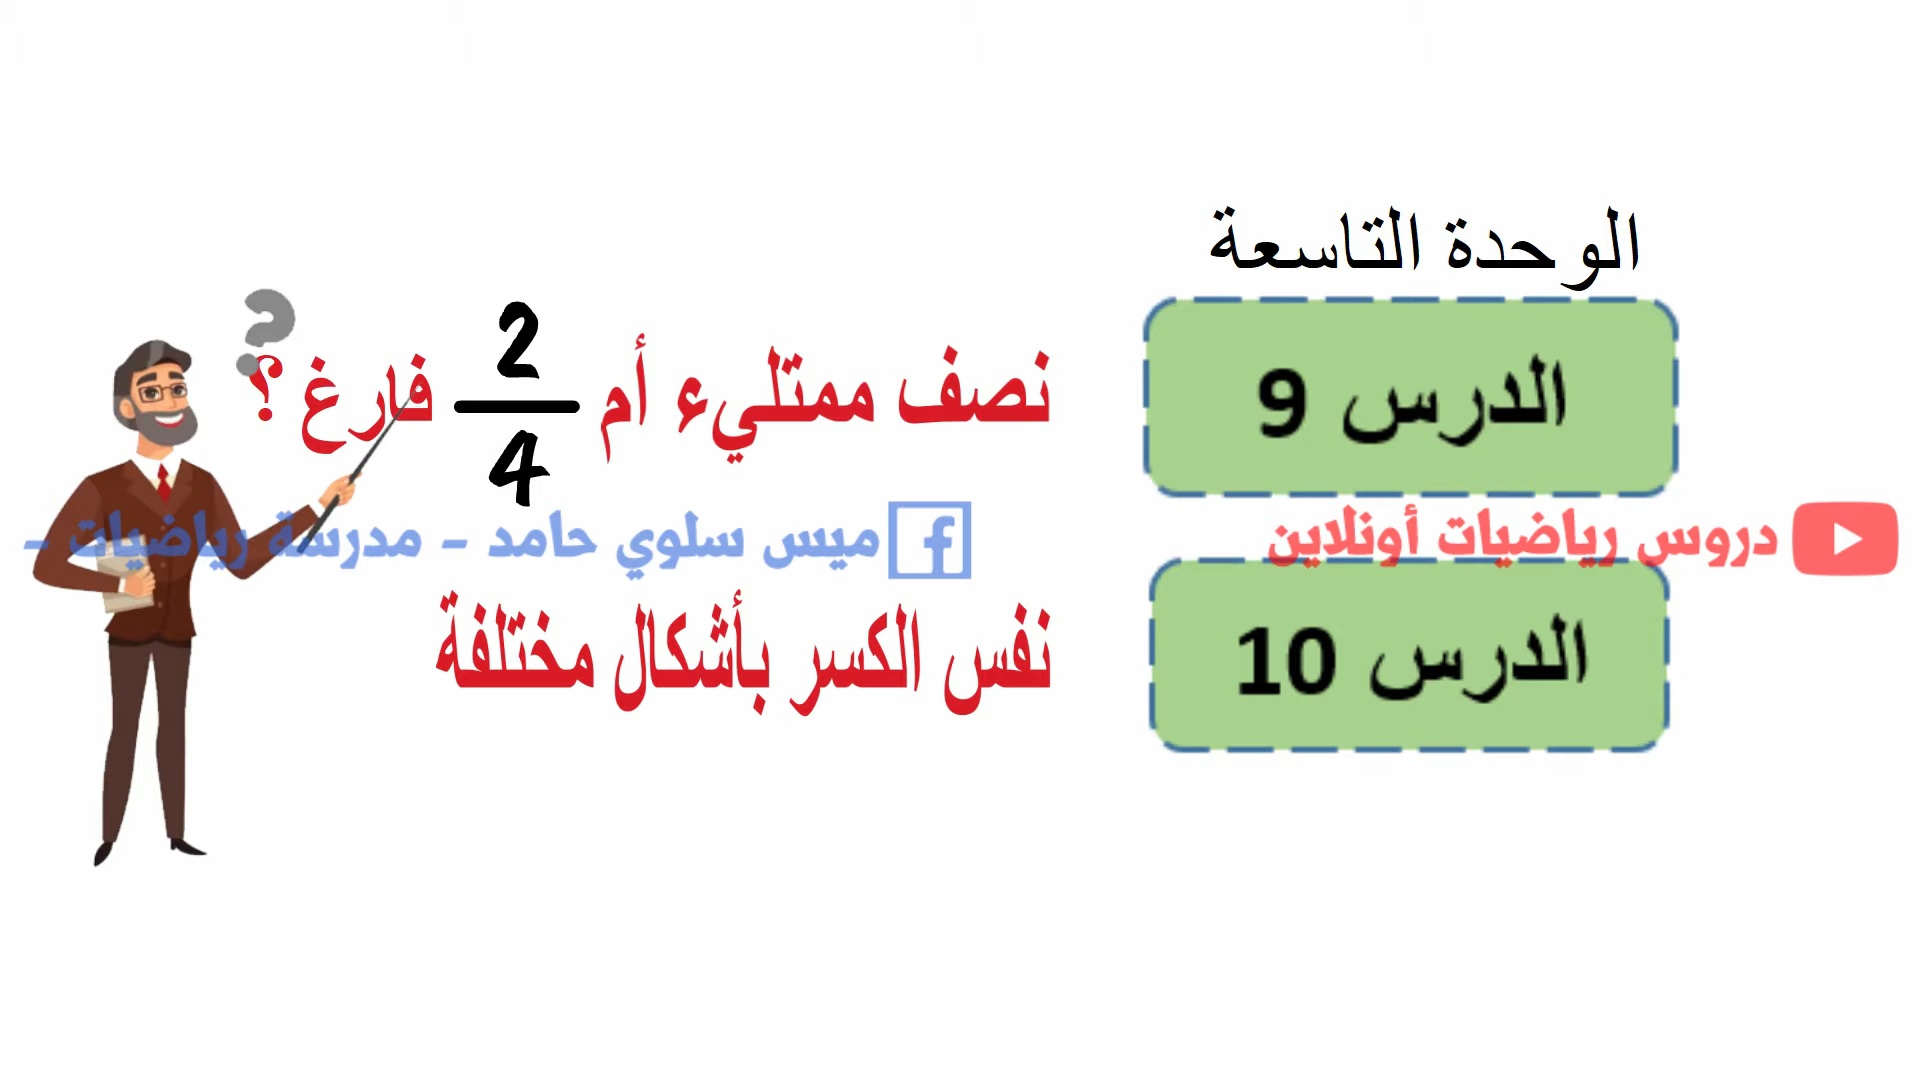 الوحدة التاسعة
الدرس 9
نصف ممتليء أم 2/4 فارغ ؟
?
دروس رياضيات أونلاين
ميس سلوي حامد - مدرسة رياضيات -
الدرس 10
نفس الكسر بأشكال مختلفة